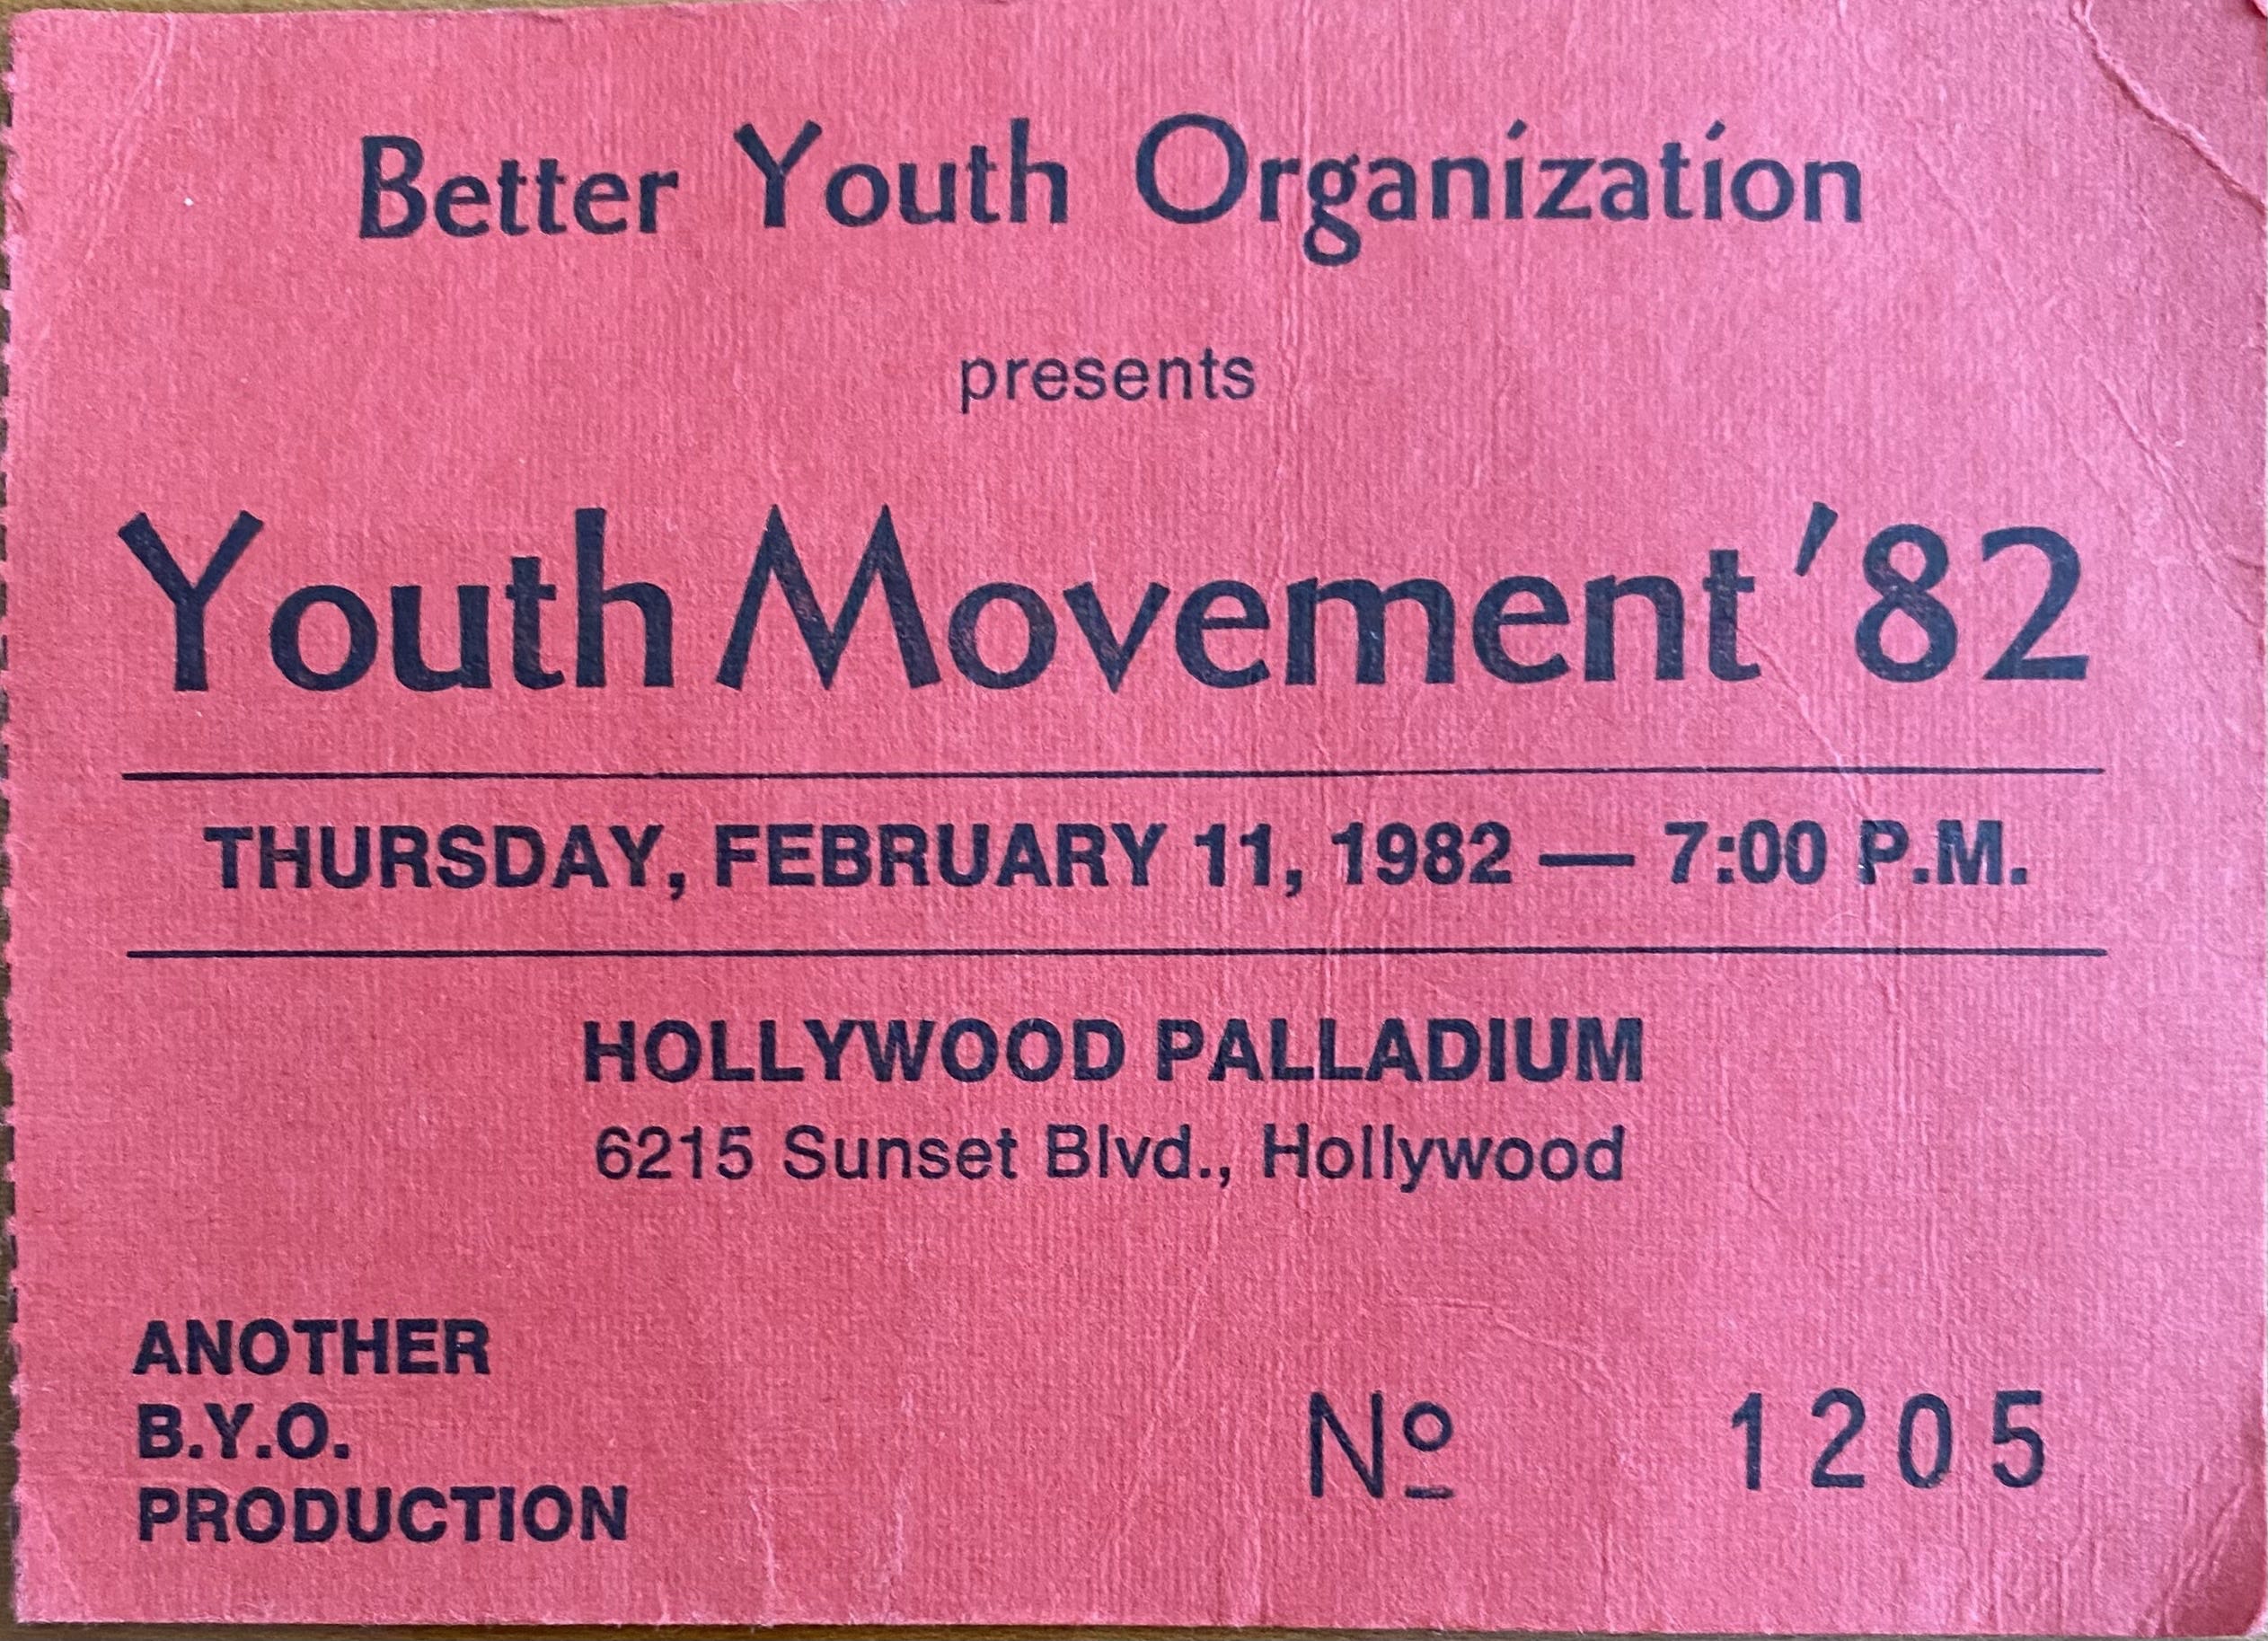 Better Youth Organization
presents
Youth Movement '82
THURSDAY, FEBRUARY 11, 1982 — 7:00 P.M.
HOLLYWOOD PALLADIUM
6215 Sunset Blvd., Hollywood
ANOTHER
B.Y.O.
PRODUCTION
Nº 1205